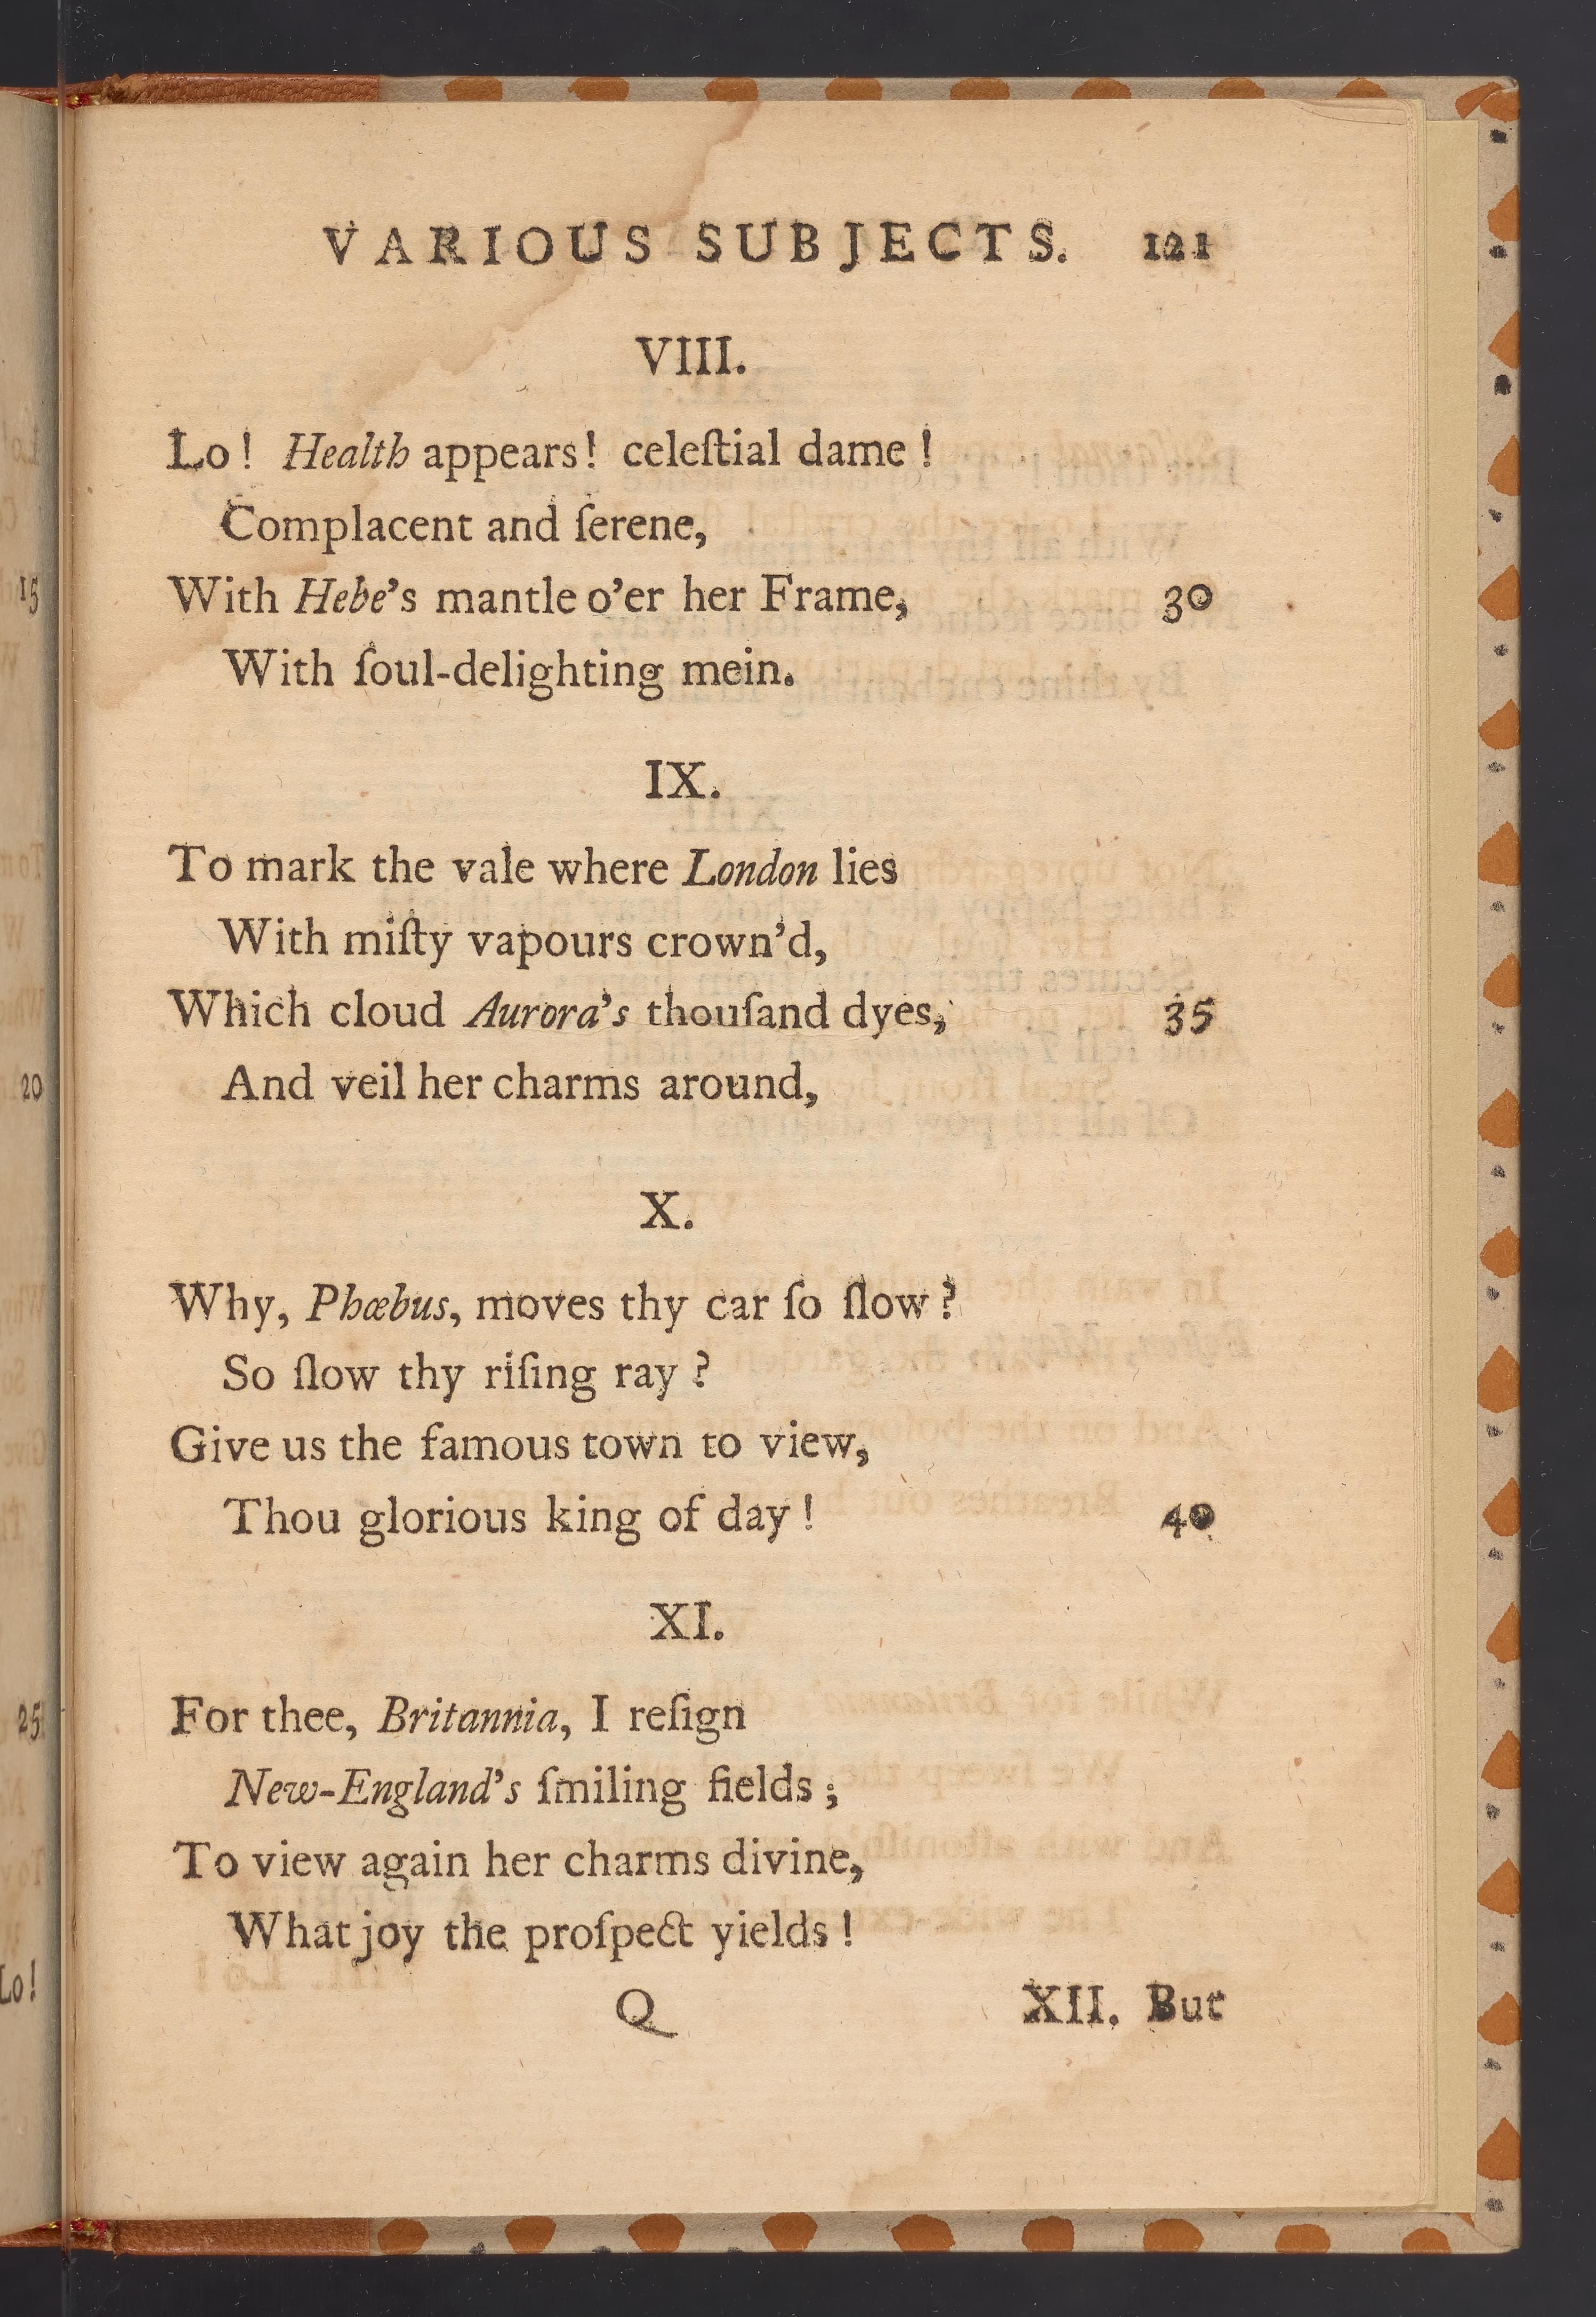 VARIOUS SUBJECTS. 121
VIII.
Lo! Health appears! celeſtial dame!
Complacent and ſerene,
With Hebe's mantle o'er her Frame, 30
With ſoul-delighting mein.
IX.
To mark the vale where London lies
With miſty vapours crown'd,
Which cloud Aurora's thouſand dyes, 35
And veil her charms around,
X.
Why, Phœbus, moves thy car ſo ſlow?
So ſlow thy riſing ray?
Give us the famous town to view,
Thou glorious king of day! 40
XI.
For thee, Britannia, I reſign
New-England's ſmiling fields;
To view again her charms divine,
What joy the proſpect yields!
Q XII. But
15
20
25
Lo!